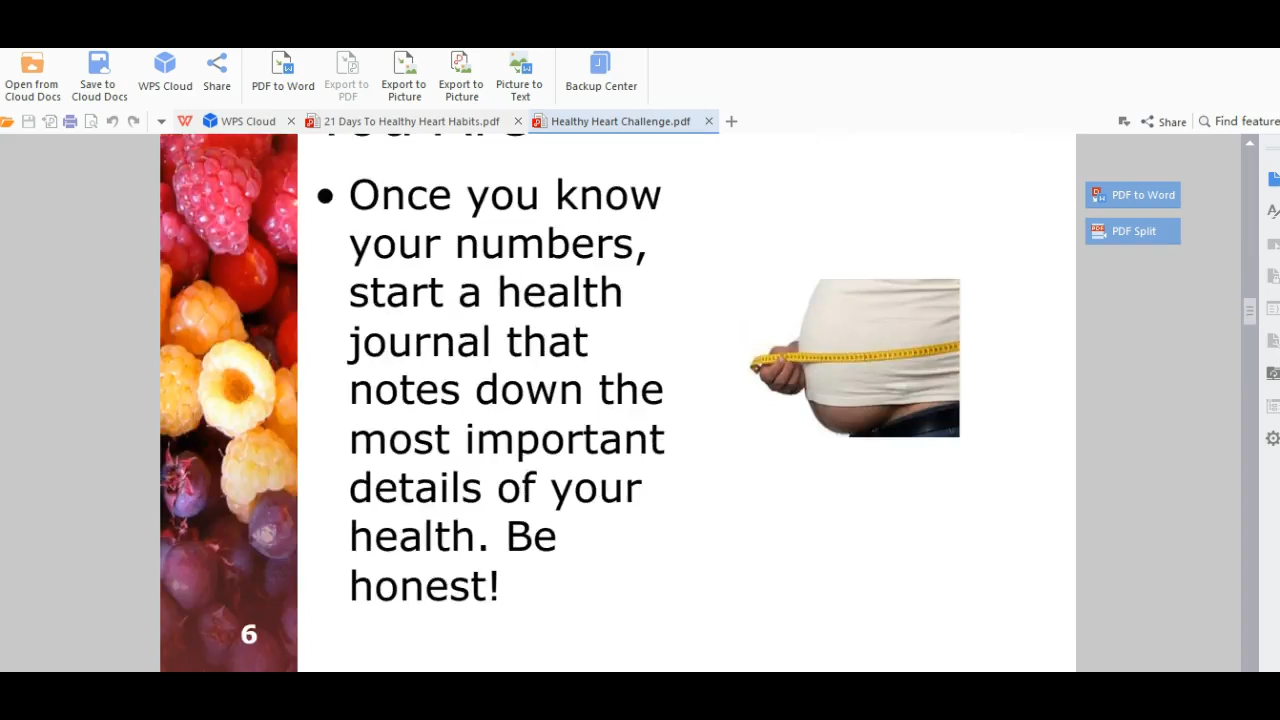 Open from Cloud Docs
Save to Cloud Docs
WPS Cloud
Share
PDF to Word
Export to PDF
Export to Picture
Export to Picture
Picture to Text
Backup Center
WPS Cloud
21 Days To Healthy Heart Habits.pdf
Healthy Heart Challenge.pdf
Share
Find feature
PDF to Word
PDF Split
• Once you know
your numbers,
start a health
journal that
notes down the
most important
details of your
health. Be
honest!
6